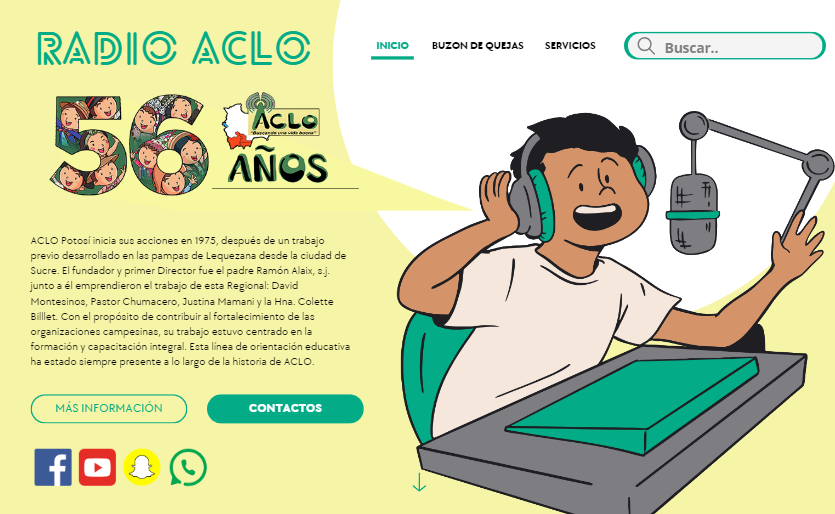 RADIO ACLO
INICIO
BUZON DE QUEJAS
SERVICIOS
Buscar..
56
ACLO
"Buscando una vida buena"
AÑOS
ACLO Potosí inicia sus acciones en 1975, después de un trabajo
previo desarrollado en las pampas de Lequezana desde la ciudad de
Sucre. El fundador y primer Director fue el padre Ramón Alaix, s.j.
junto a él emprendieron el trabajo de esta Regional: David
Montesinos, Pastor Chumacero, Justina Mamani y la Hna. Colette
Billlet. Con el propósito de contribuir al fortalecimiento de las
organizaciones campesinas, su trabajo estuvo centrado en la
formación y capacitación integral. Esta línea de orientación educativa
ha estado siempre presente a lo largo de la historia de ACLO.
MÁS INFORMACIÓN
CONTACTOS